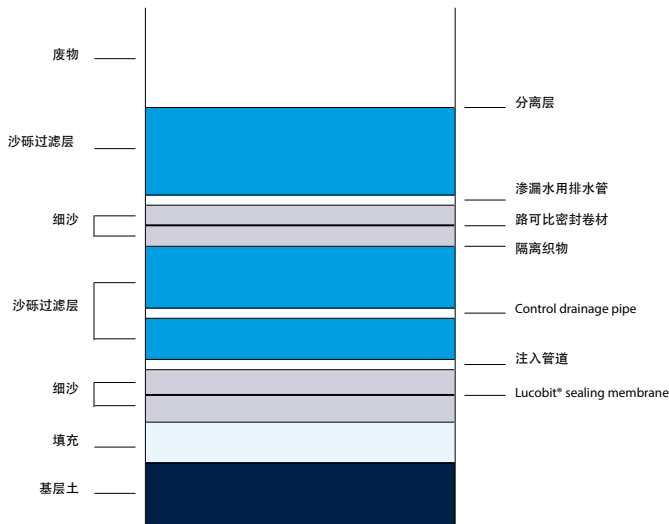 废物
沙砾过滤层
细沙
沙砾过滤层
细沙
填充
基层土
分离层
渗漏水用排水管
路可比密封卷材
隔离织物
Control drainage pipe
注入管道
Lucobit® sealing membrane